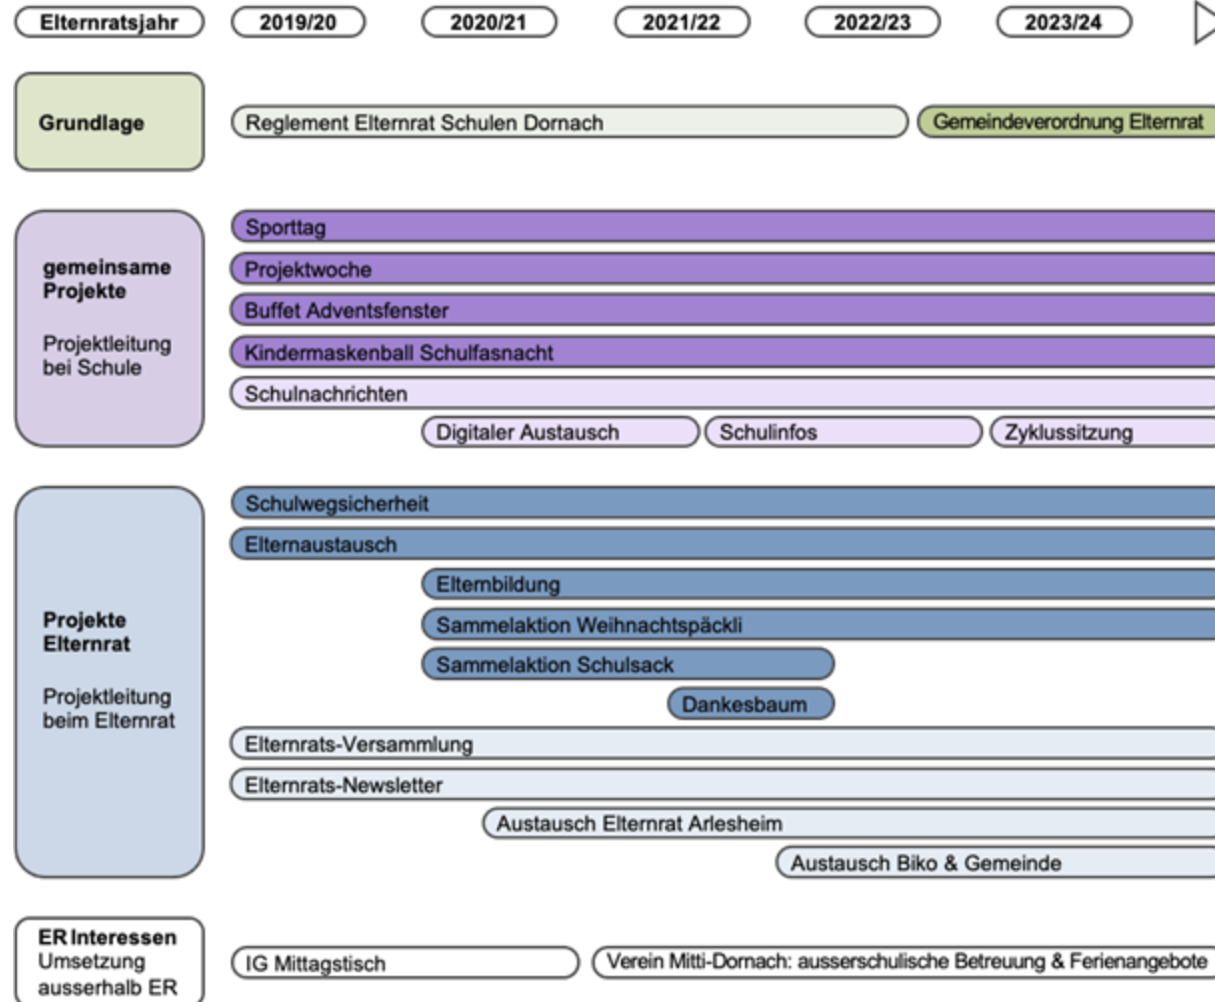 Elternratsjahr 2019/20 2020/21 2021/22 2022/23 2023/24
Grundlage
Reglement Elternrat Schulen Dornach
Gemeindeverordnung Elternrat
gemeinsame
Projekte
Projektleitung
bei Schule
Sporttag
Projektwoche
Buffet Adventsfenster
Kindermaskenball Schulfasnacht
Schulnachrichten
Digitaler Austausch
Schulinfos
Zyklussitzung
Projekte
Elternrat
Projektleitung
beim Elternrat
Schulwegsicherheit
Elternaustausch
Elternbildung
Sammelaktion Weihnachtspäckli
Sammelaktion Schulsack
Dankesbaum
Elternrats-Versammlung
Elternrats-Newsletter
Austausch Elternrat Arlesheim
Austausch Biko & Gemeinde
ER Interessen
Umsetzung
ausserhalb ER
IG Mittagstisch
Verein Mitti-Dornach: ausserschulische Betreuung & Ferienangebote